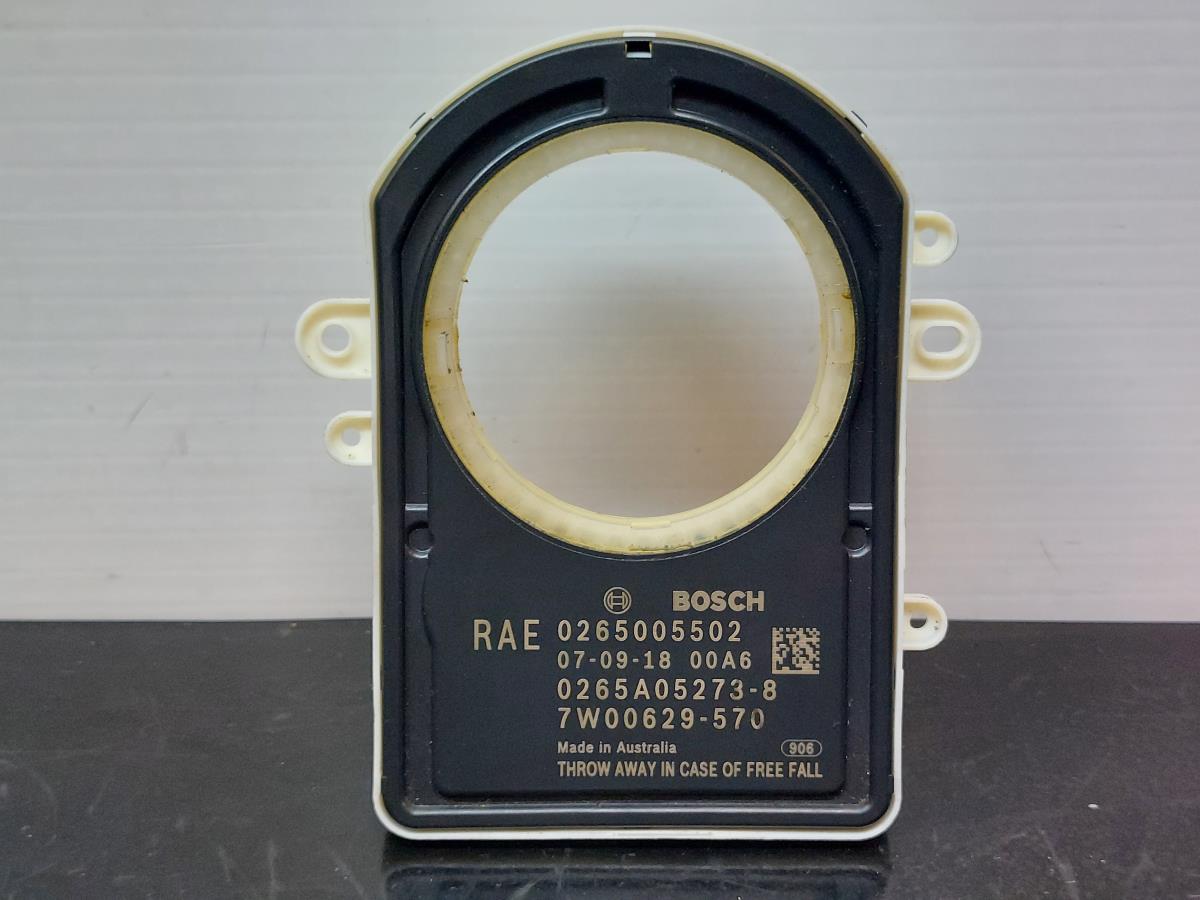 BOSCH
RAE 0265005502
07-09-18 00A6
0265A05273-8
7W00629-570
Made in Australia 906
THROW AWAY IN CASE OF FREE FALL